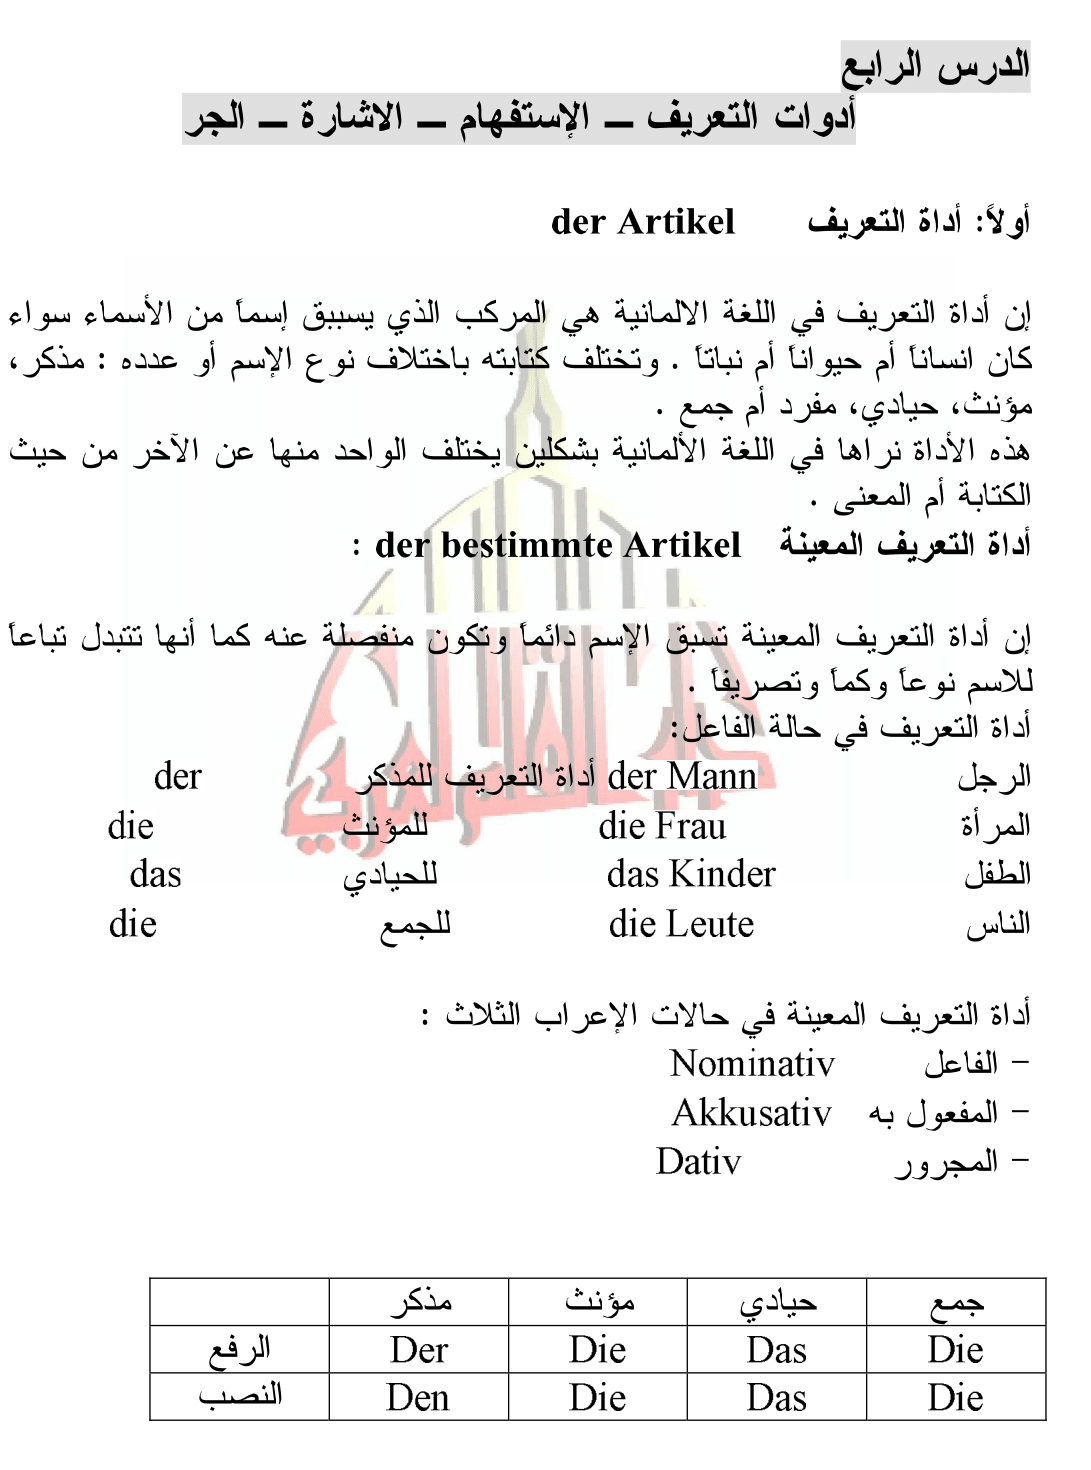 الدرس الرابع
أدوات التعريف ــ الإستفهام ــ الاشارة ــ الجر
أولاً: أداة التعريف der Artikel
إن أداة التعريف في اللغة الالمانية هي المركب الذي يسببق إسماً من الأسماء سواء
كان انساناً أم حيواناً أم نباتاً . وتختلف كتابته باختلاف نوع الإسم أو عدده : مذكر،
مؤنث، حيادي، مفرد أم جمع .
هذه الأداة نراها في اللغة الألمانية بشكلين يختلف الواحد منها عن الآخر من حيث
الكتابة أم المعنى .
أداة التعريف المعينة der bestimmte Artikel :
إن أداة التعريف المعينة تسبق الإسم دائماً وتكون منفصلة عنه كما أنها تتبدل تباعاً
للاسم نوعاً وكماً وتصريفاً .
أداة التعريف في حالة الفاعل:
الرجل der Mann أداة التعريف للمذكر der
المرأة die Frau للمؤنث die
الطفل das Kinder للحيادي das
الناس die Leute للجمع die
أداة التعريف المعينة في حالات الإعراب الثلاث :
- الفاعل Nominativ
- المفعول به Akkusativ
- المجرور Dativ
مذكر مؤنث حيادي جمع
الرفع Der Die Das Die
النصب Den Die Das Die